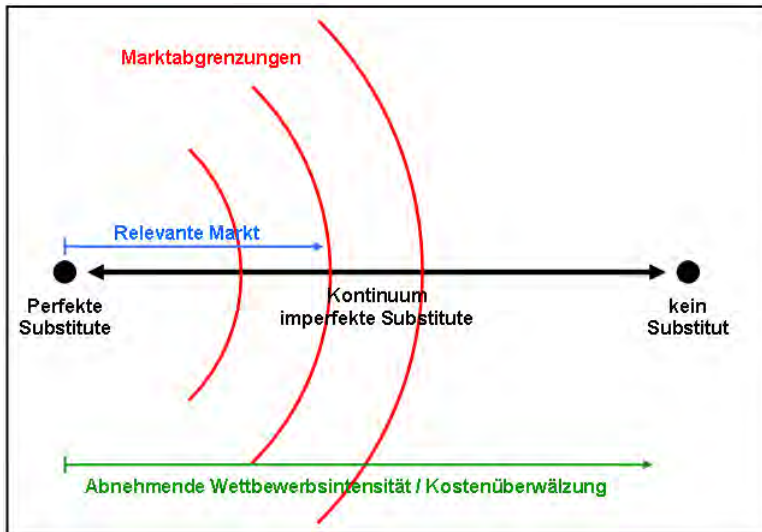 Marktabgrenzungen
Relevante Markt
Perfekte
Substitute
Kontinuum
imperfekte Substitute
kein
Substitut
Abnehmende Wettbewerbsintensität / Kostenüberwälzung